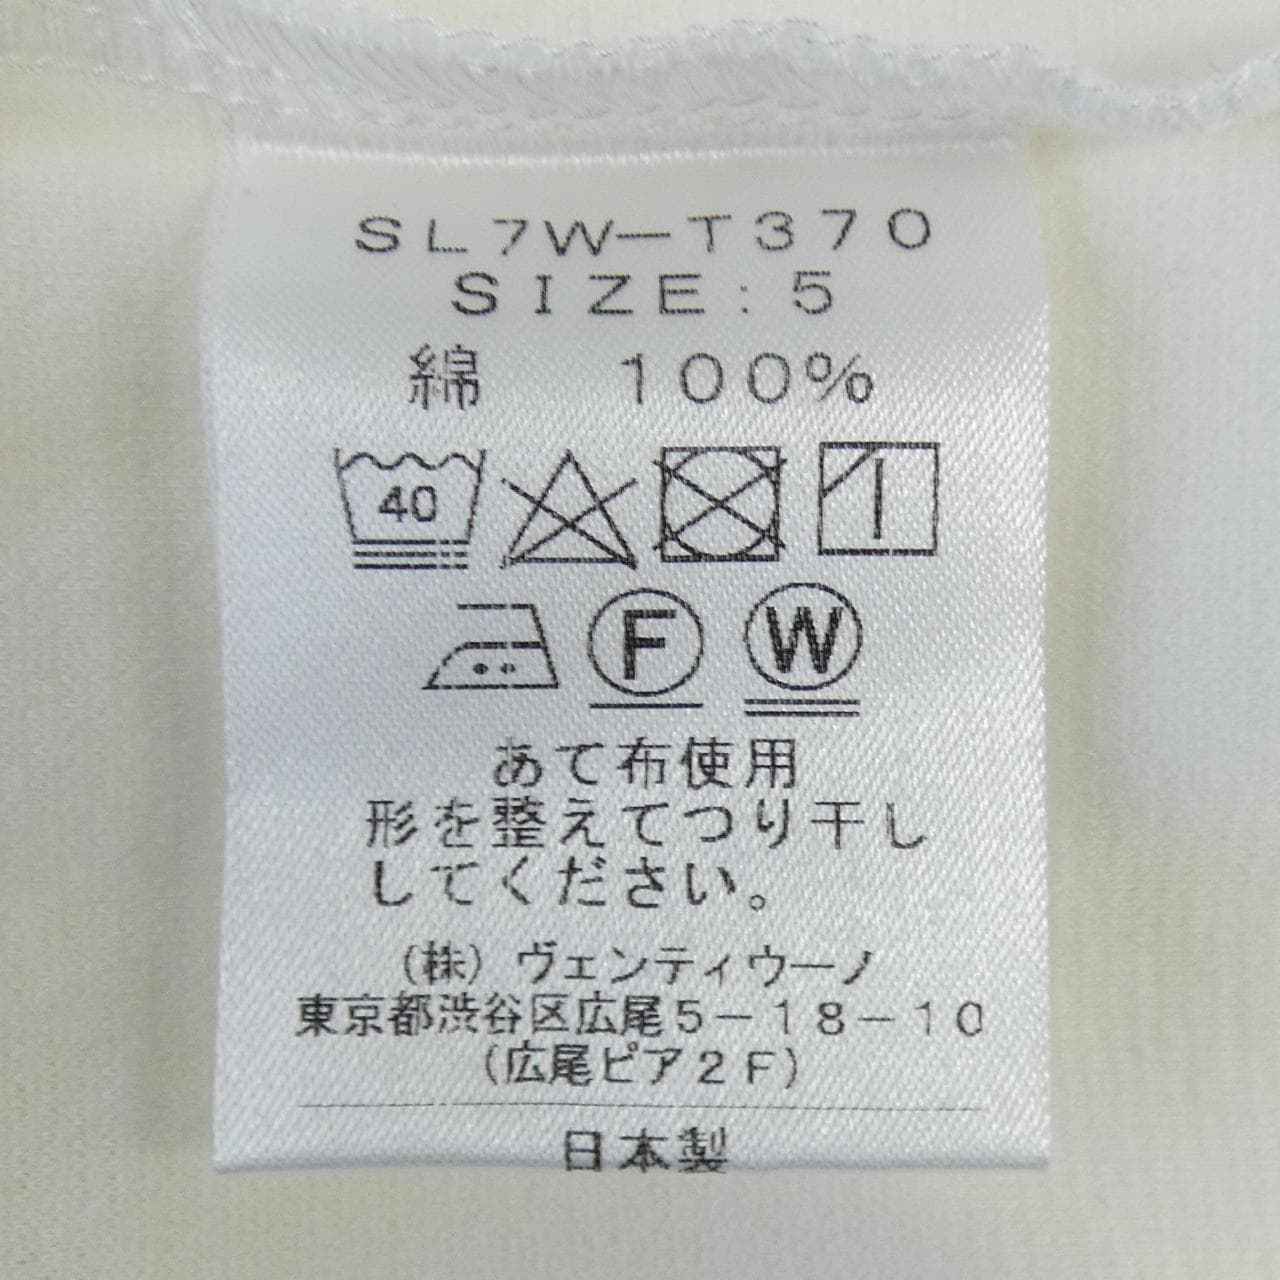 SL7W-T370
SIZE:5
綿 100%
40
F W
あて布使用
形を整えてつり干し
してください。
(株)ヴェンティウーノ
東京都渋谷区広尾5-18-10
(広尾ピア2F)
日本製